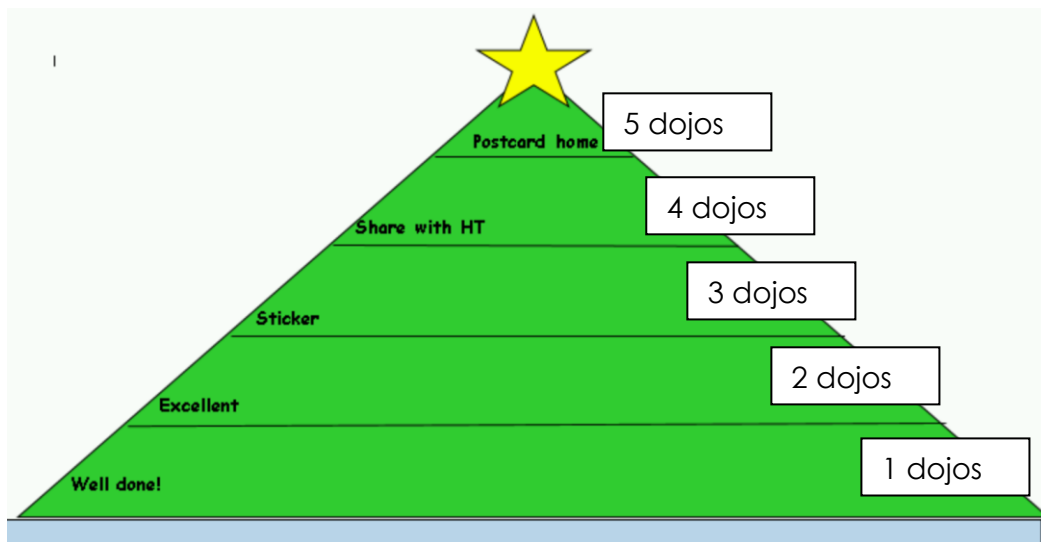 5 dojos
Postcard home
4 dojos
Share with HT
3 dojos
Sticker
2 dojos
Excellent
1 dojos
Well done!